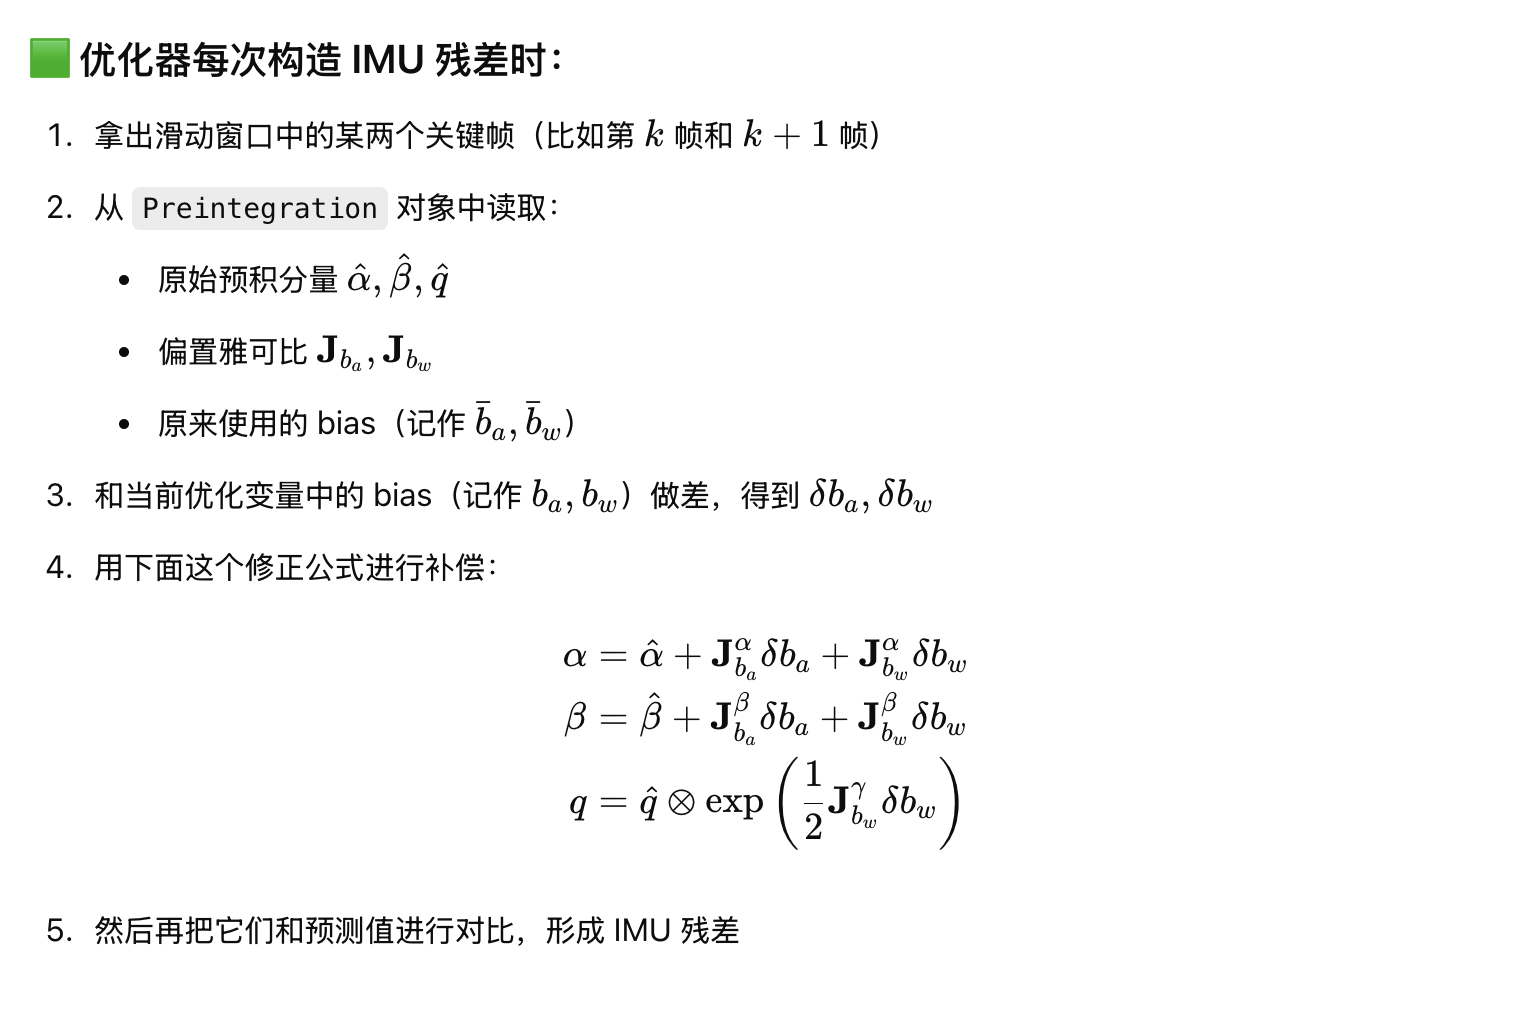 🟩 优化器每次构造 IMU 残差时：
1. 拿出滑动窗口中的某两个关键帧（比如第 $k$ 帧和 $k+1$ 帧）
2. 从 Preintegration 对象中读取：
• 原始预积分量 $\hat{\alpha}, \hat{\beta}, \hat{q}$
• 偏置雅可比 $\mathbf{J}_{b_a}, \mathbf{J}_{b_w}$
• 原来使用的 bias（记作 $\bar{b}_a, \bar{b}_w$）
3. 和当前优化变量中的 bias（记作 $b_a, b_w$）做差，得到 $\delta b_a, \delta b_w$
4. 用下面这个修正公式进行补偿：
$\alpha = \hat{\alpha} + \mathbf{J}^{\alpha}_{b_a} \delta b_a + \mathbf{J}^{\alpha}_{b_w} \delta b_w$
$\beta = \hat{\beta} + \mathbf{J}^{\beta}_{b_a} \delta b_a + \mathbf{J}^{\beta}_{b_w} \delta b_w$
$q = \hat{q} \otimes \exp\left(\frac{1}{2} \mathbf{J}^{\gamma}_{b_w} \delta b_w\right)$
5. 然后再把它们和预测值进行对比，形成 IMU 残差